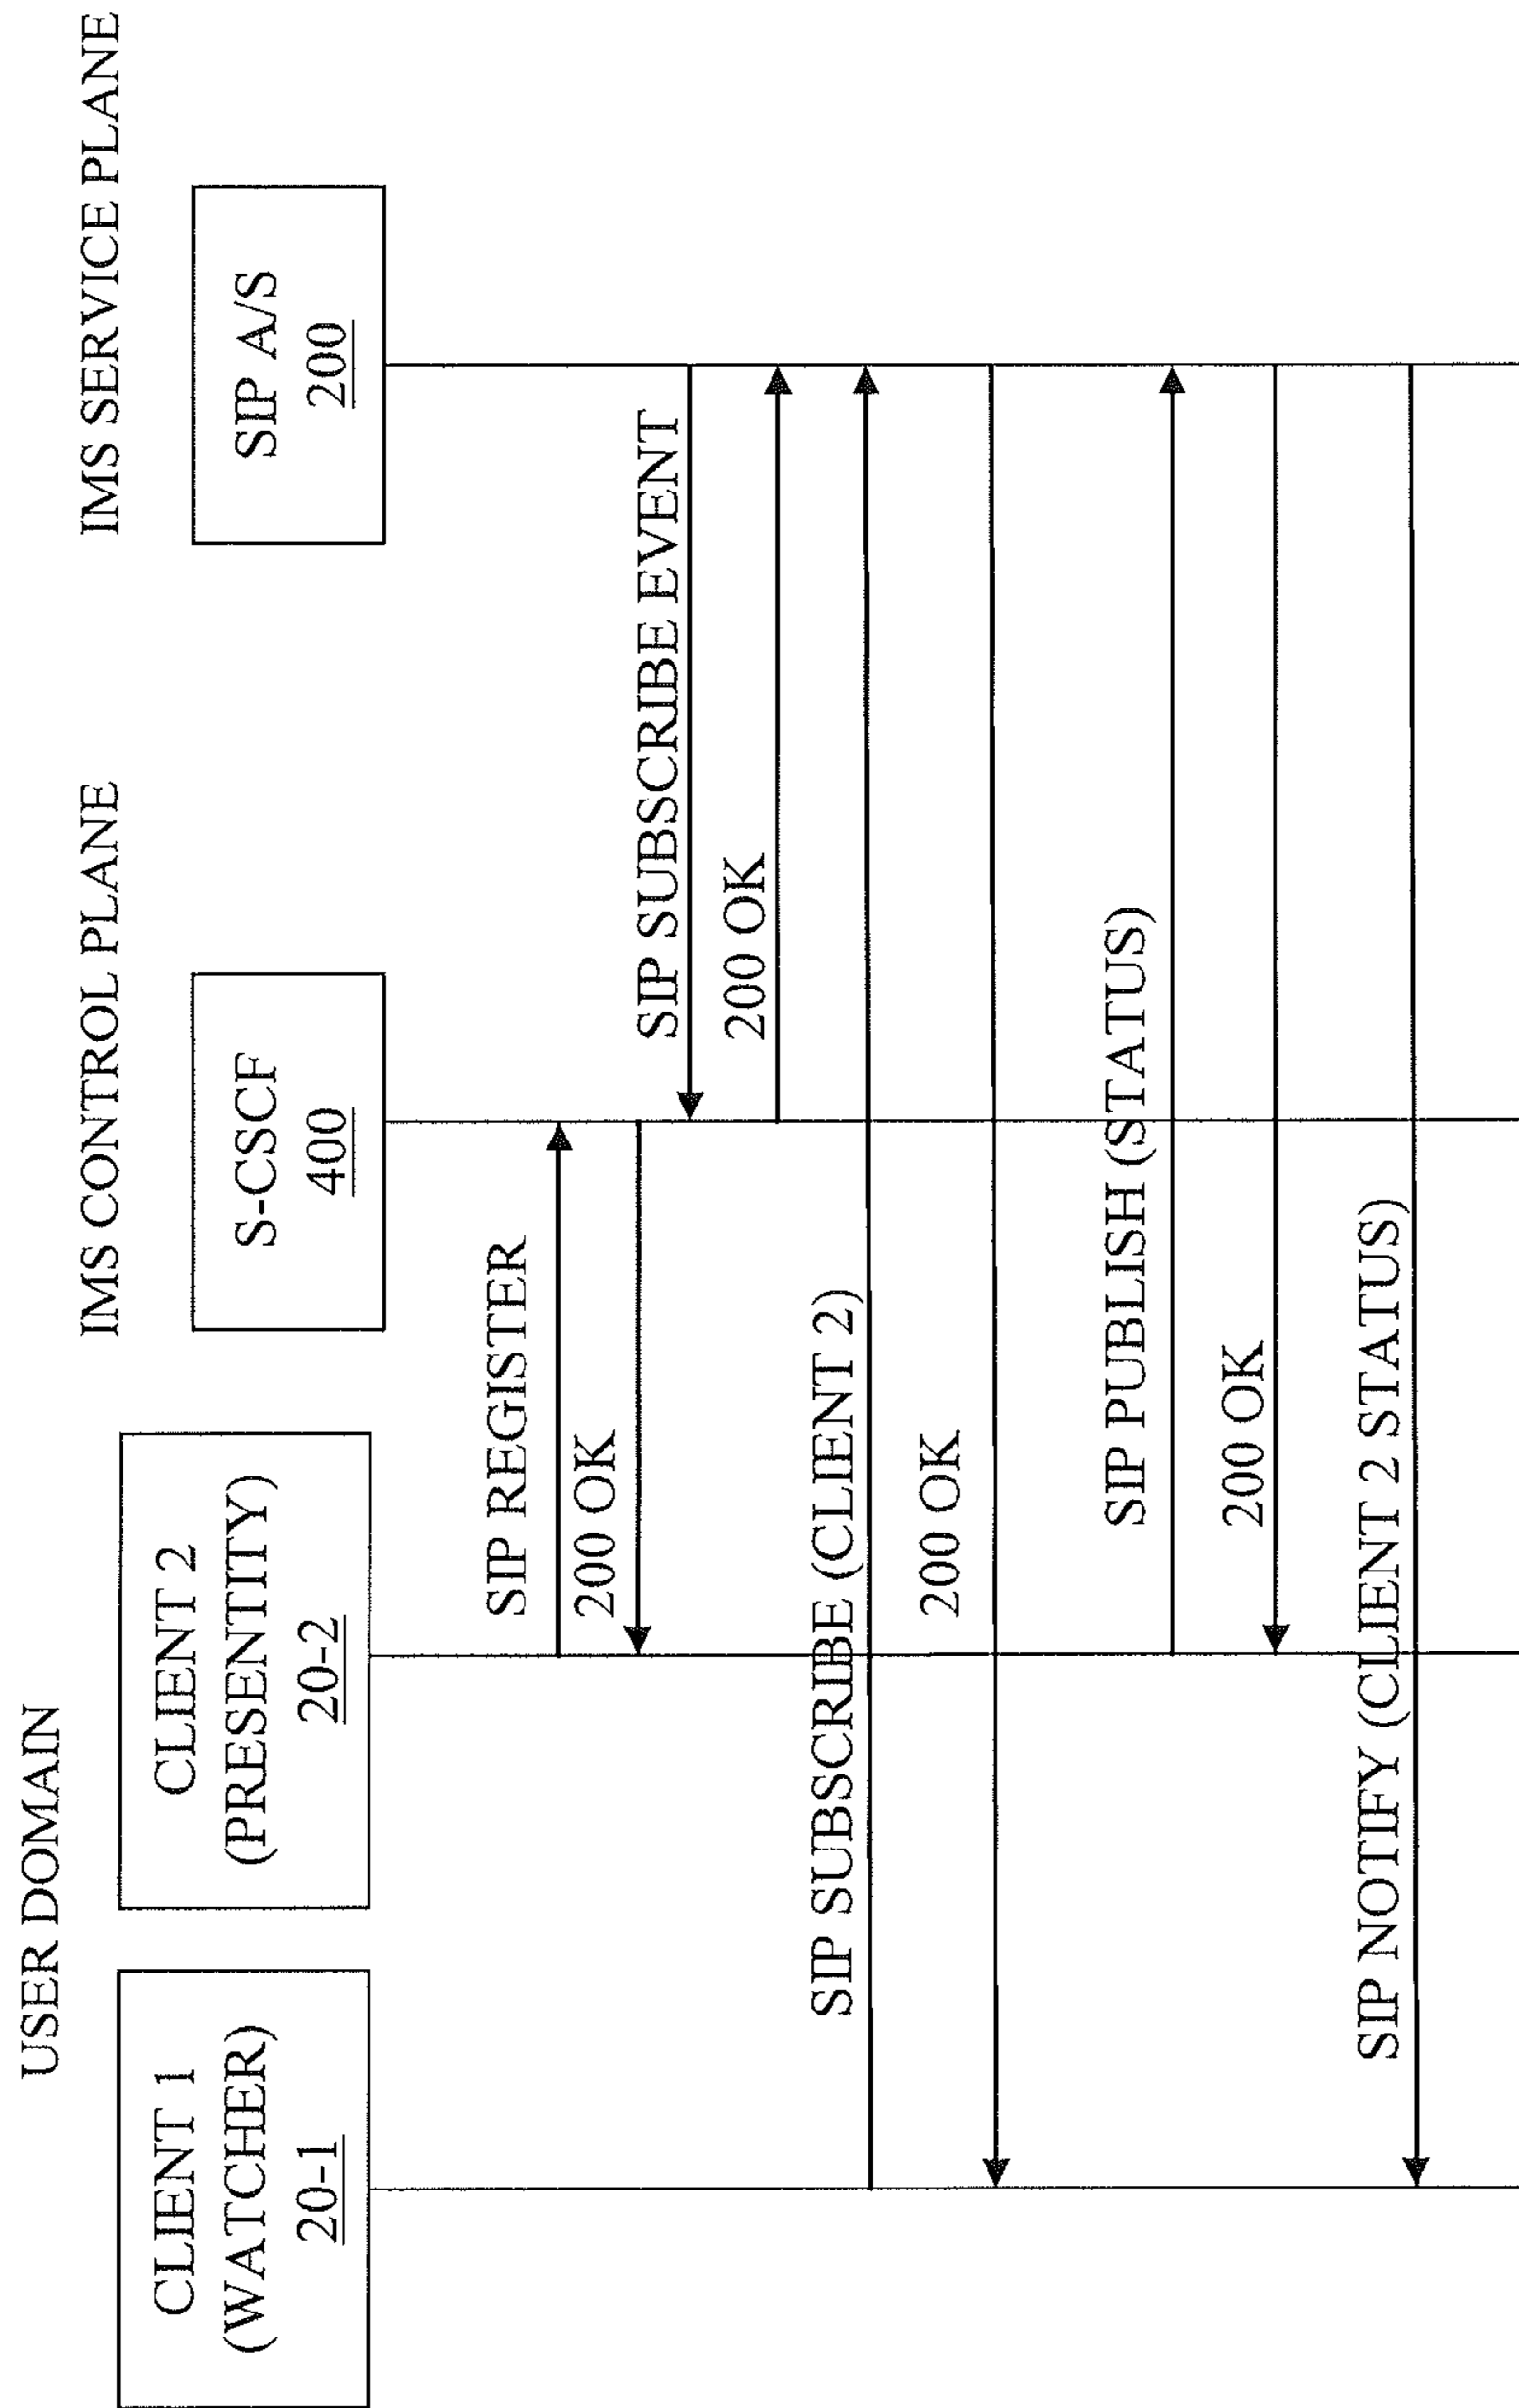 USER DOMAIN
IMS CONTROL PLANE
IMS SERVICE PLANE
CLIENT 1
(WATCHER)
20-1
CLIENT 2
(PRESENTITY)
20-2
S-CSCF
400
SIP A/S
200
SIP REGISTER
200 OK
SIP SUBSCRIBE EVENT
200 OK
SIP SUBSCRIBE (CLIENT 2)
200 OK
SIP PUBLISH (STATUS)
200 OK
SIP NOTIFY (CLIENT 2 STATUS)